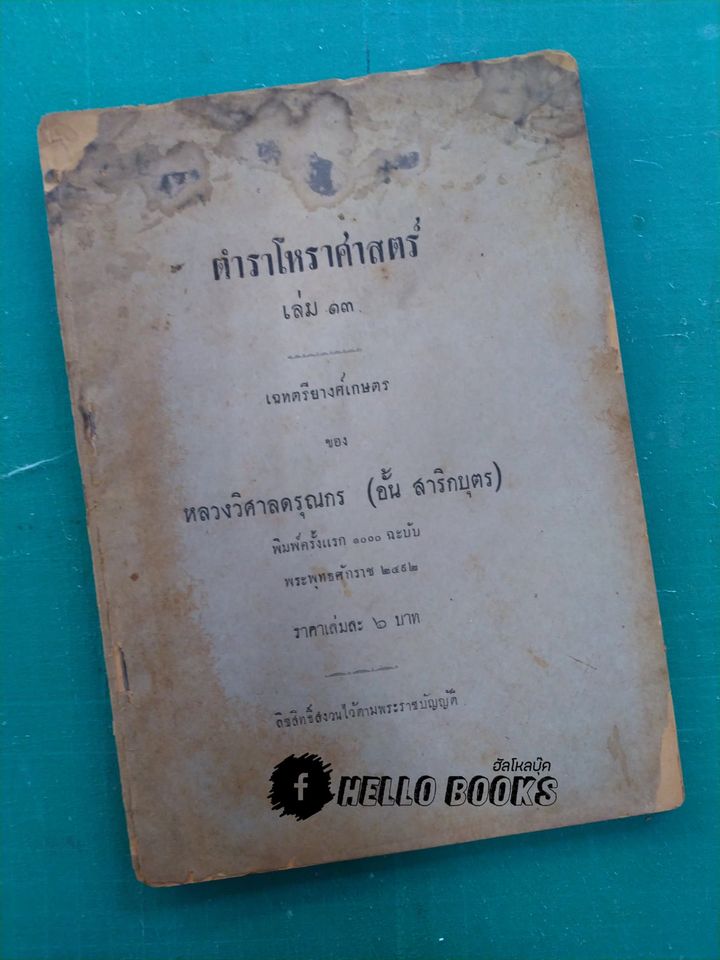 ตำราโหราศาสตร์
เล่ม ๑๓
เฉทตรียางศ์เกษตร
ของ
หลวงวิศาลดรุณกร (อั้น สาริกบุตร)
พิมพ์ครั้งแรก ๑๐๐๐ ฉะบับ
พระพุทธศักราช ๒๔๙๒
ราคาเล่มละ ๖ บาท
ลิขสิทธิ์สงวนไว้ตามพระราชบัญญัติ
ฮัลโหลบุ๊ค
f HELLO BOOKS